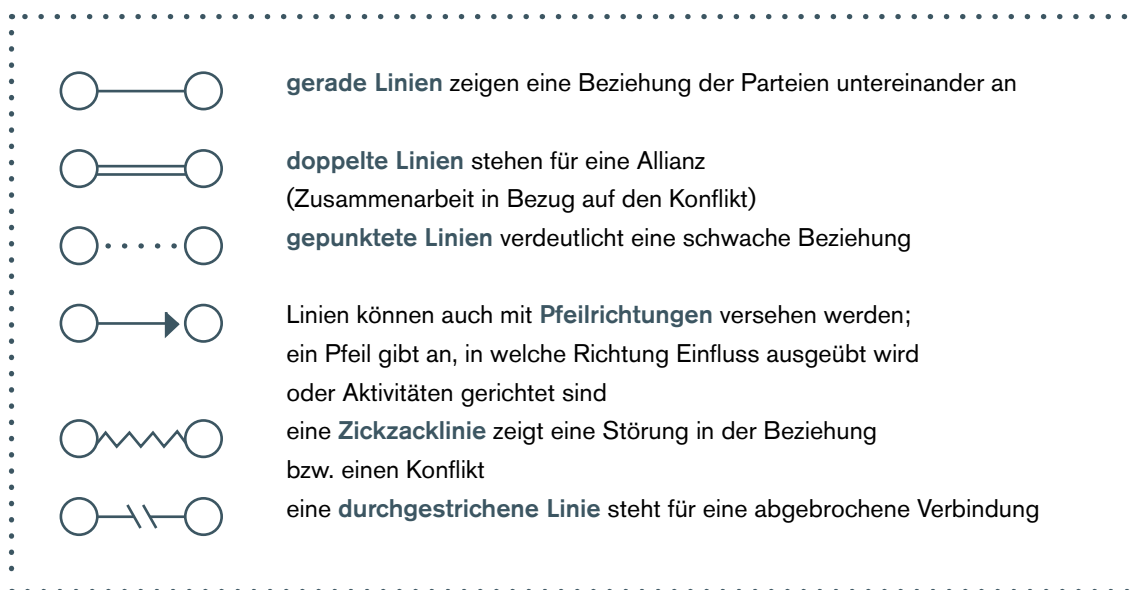 gerade Linien zeigen eine Beziehung der Parteien untereinander an
doppelte Linien stehen für eine Allianz
(Zusammenarbeit in Bezug auf den Konflikt)
gepunktete Linien verdeutlicht eine schwache Beziehung
Linien können auch mit Pfeilrichtungen versehen werden;
ein Pfeil gibt an, in welche Richtung Einfluss ausgeübt wird
oder Aktivitäten gerichtet sind
eine Zickzacklinie zeigt eine Störung in der Beziehung
bzw. einen Konflikt
eine durchgestrichene Linie steht für eine abgebrochene Verbindung